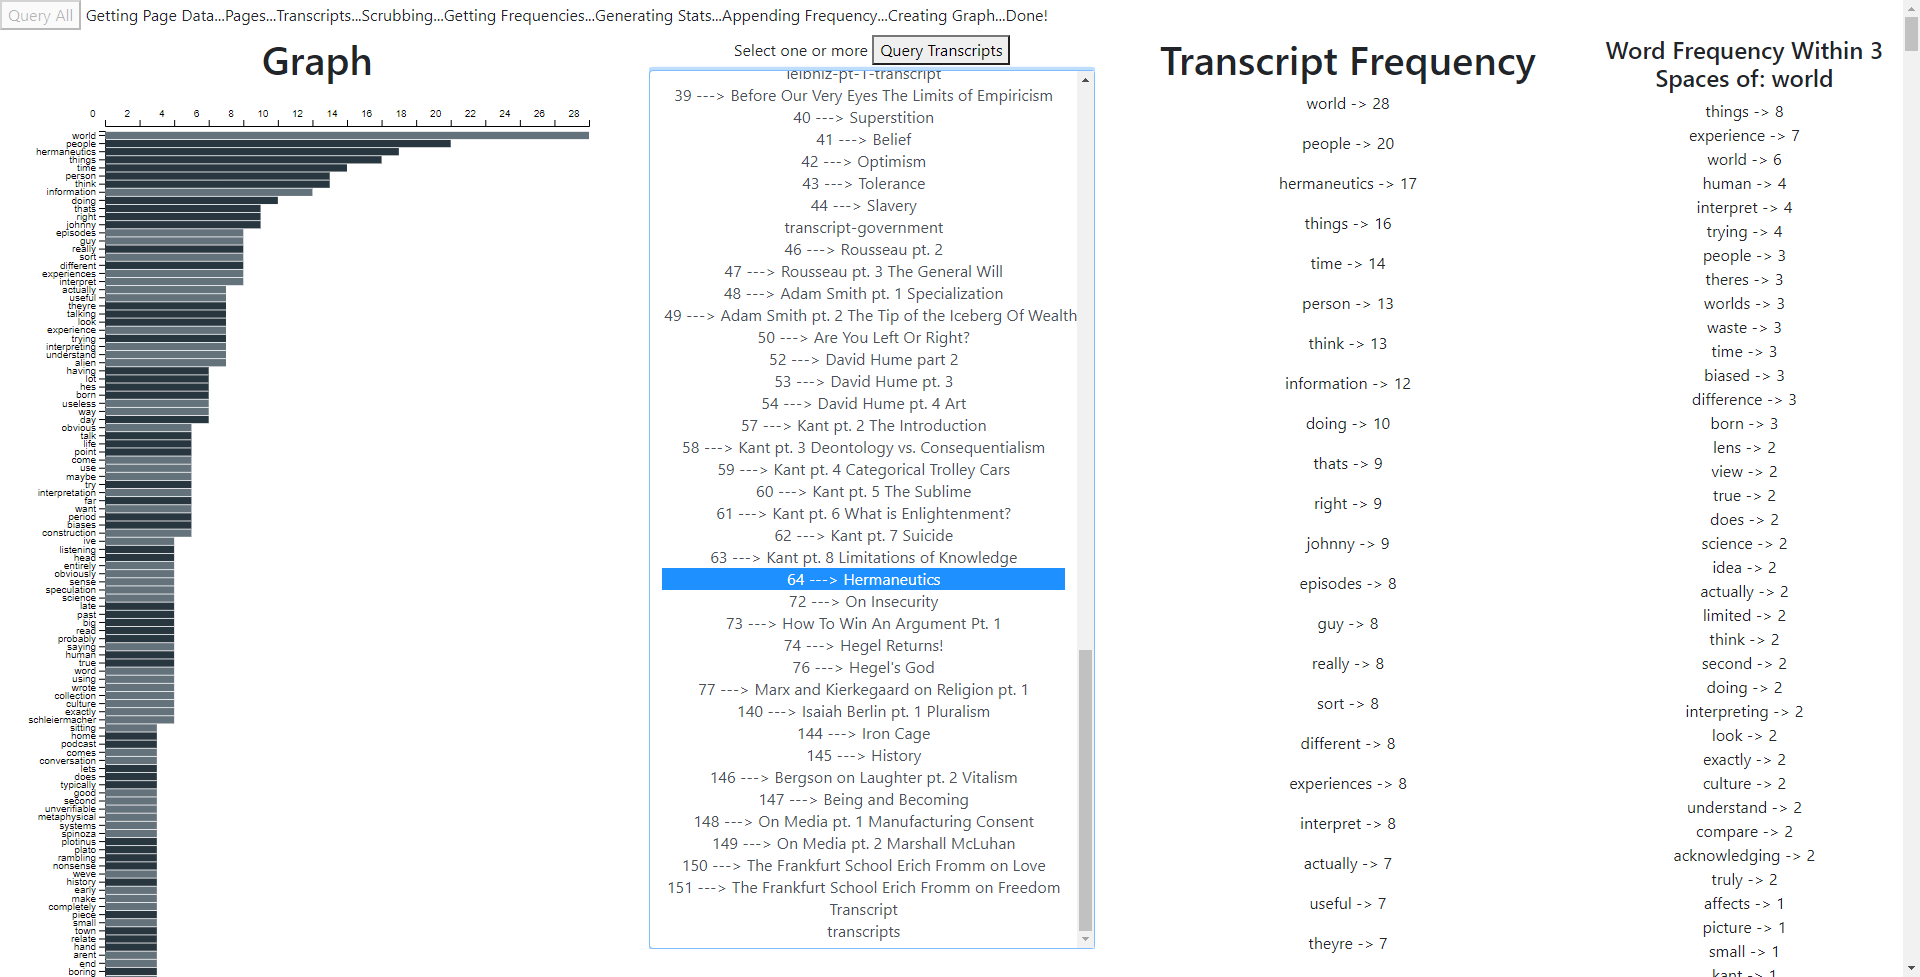 Query All Getting Page Data...Pages...Transcripts...Scrubbing...Getting Frequencies...Generating Stats...Appending Frequency...Creating Graph...Done!
Graph
0 2 4 6 8 10 12 14 16 18 20 22 24 26 28
world
people
hermaneutics
things
time
person
think
information
doing
thats
right
johnny
episodes
guy
really
sort
different
experiences
interpret
actually
useful
theyre
talking
look
experience
trying
interpreting
understand
alien
having
lot
hes
born
useless
way
day
obvious
talk
life
point
come
use
maybe
try
interpretation
far
want
period
biases
construction
ive
listening
head
entirely
obviously
sense
speculation
science
late
past
big
read
probably
saying
human
true
word
using
wrote
collection
culture
exactly
schleiermacher
sitting
home
podcast
comes
conversation
lets
does
typically
good
second
unverifiable
metaphysical
systems
spinoza
plotinus
plato
rambling
nonsense
weve
history
early
make
completely
piece
small
town
relate
hand
arent
end
boring
Select one or more Query Transcripts
leibniz-pt-1-transcript
39 ---> Before Our Very Eyes The Limits of Empiricism
40 ---> Superstition
41 ---> Belief
42 ---> Optimism
43 ---> Tolerance
44 ---> Slavery
transcript-government
46 ---> Rousseau pt. 2
47 ---> Rousseau pt. 3 The General Will
48 ---> Adam Smith pt. 1 Specialization
49 ---> Adam Smith pt. 2 The Tip of the Iceberg Of Wealth
50 ---> Are You Left Or Right?
52 ---> David Hume part 2
53 ---> David Hume pt. 3
54 ---> David Hume pt. 4 Art
57 ---> Kant pt. 2 The Introduction
58 ---> Kant pt. 3 Deontology vs. Consequentialism
59 ---> Kant pt. 4 Categorical Trolley Cars
60 ---> Kant pt. 5 The Sublime
61 ---> Kant pt. 6 What is Enlightenment?
62 ---> Kant pt. 7 Suicide
63 ---> Kant pt. 8 Limitations of Knowledge
64 ---> Hermaneutics
72 ---> On Insecurity
73 ---> How To Win An Argument Pt. 1
74 ---> Hegel Returns!
76 ---> Hegel's God
77 ---> Marx and Kierkegaard on Religion pt. 1
140 ---> Isaiah Berlin pt. 1 Pluralism
144 ---> Iron Cage
145 ---> History
146 ---> Bergson on Laughter pt. 2 Vitalism
147 ---> Being and Becoming
148 ---> On Media pt. 1 Manufacturing Consent
149 ---> On Media pt. 2 Marshall McLuhan
150 ---> The Frankfurt School Erich Fromm on Love
151 ---> The Frankfurt School Erich Fromm on Freedom
Transcript
transcripts
Transcript Frequency
world -> 28
people -> 20
hermaneutics -> 17
things -> 16
time -> 14
person -> 13
think -> 13
information -> 12
doing -> 10
thats -> 9
right -> 9
johnny -> 9
episodes -> 8
guy -> 8
really -> 8
sort -> 8
different -> 8
experiences -> 8
interpret -> 8
actually -> 7
useful -> 7
theyre -> 7
Word Frequency Within 3
Spaces of: world
things -> 8
experience -> 7
world -> 6
human -> 4
interpret -> 4
trying -> 4
people -> 3
theres -> 3
worlds -> 3
waste -> 3
time -> 3
biased -> 3
difference -> 3
born -> 3
lens -> 2
view -> 2
true -> 2
does -> 2
science -> 2
idea -> 2
actually -> 2
limited -> 2
think -> 2
second -> 2
doing -> 2
interpreting -> 2
look -> 2
exactly -> 2
culture -> 2
understand -> 2
compare -> 2
acknowledging -> 2
truly -> 2
affects -> 1
picture -> 1
small -> 1
kant -> 1